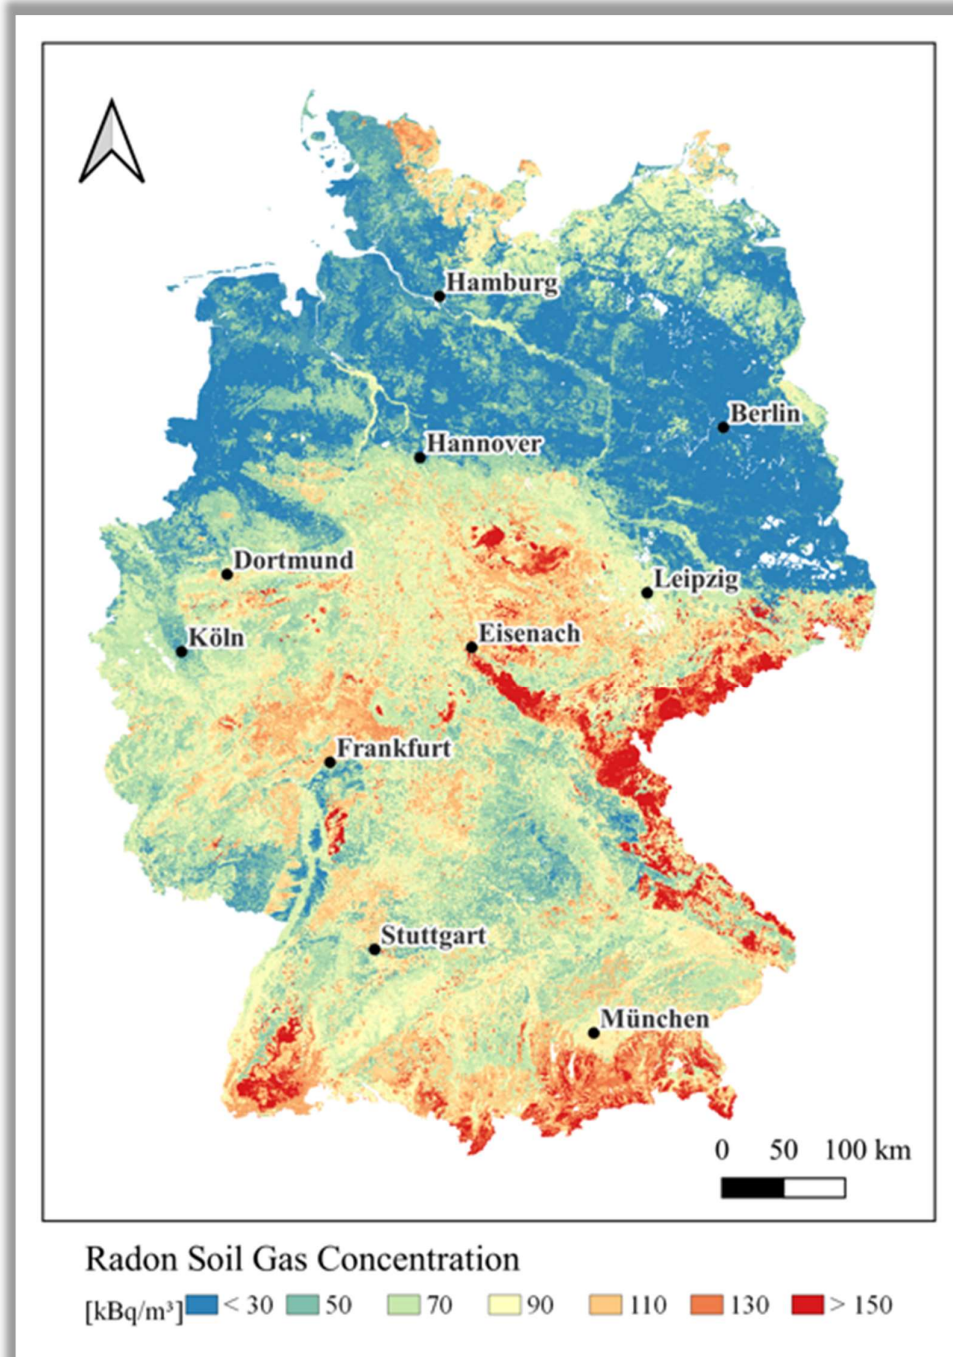 Hamburg
Berlin
Hannover
Dortmund
Leipzig
Köln
Eisenach
Frankfurt
Stuttgart
München
0 50 100 km
Radon Soil Gas Concentration
[kBq/m³] < 30 50 70 90 110 130 > 150